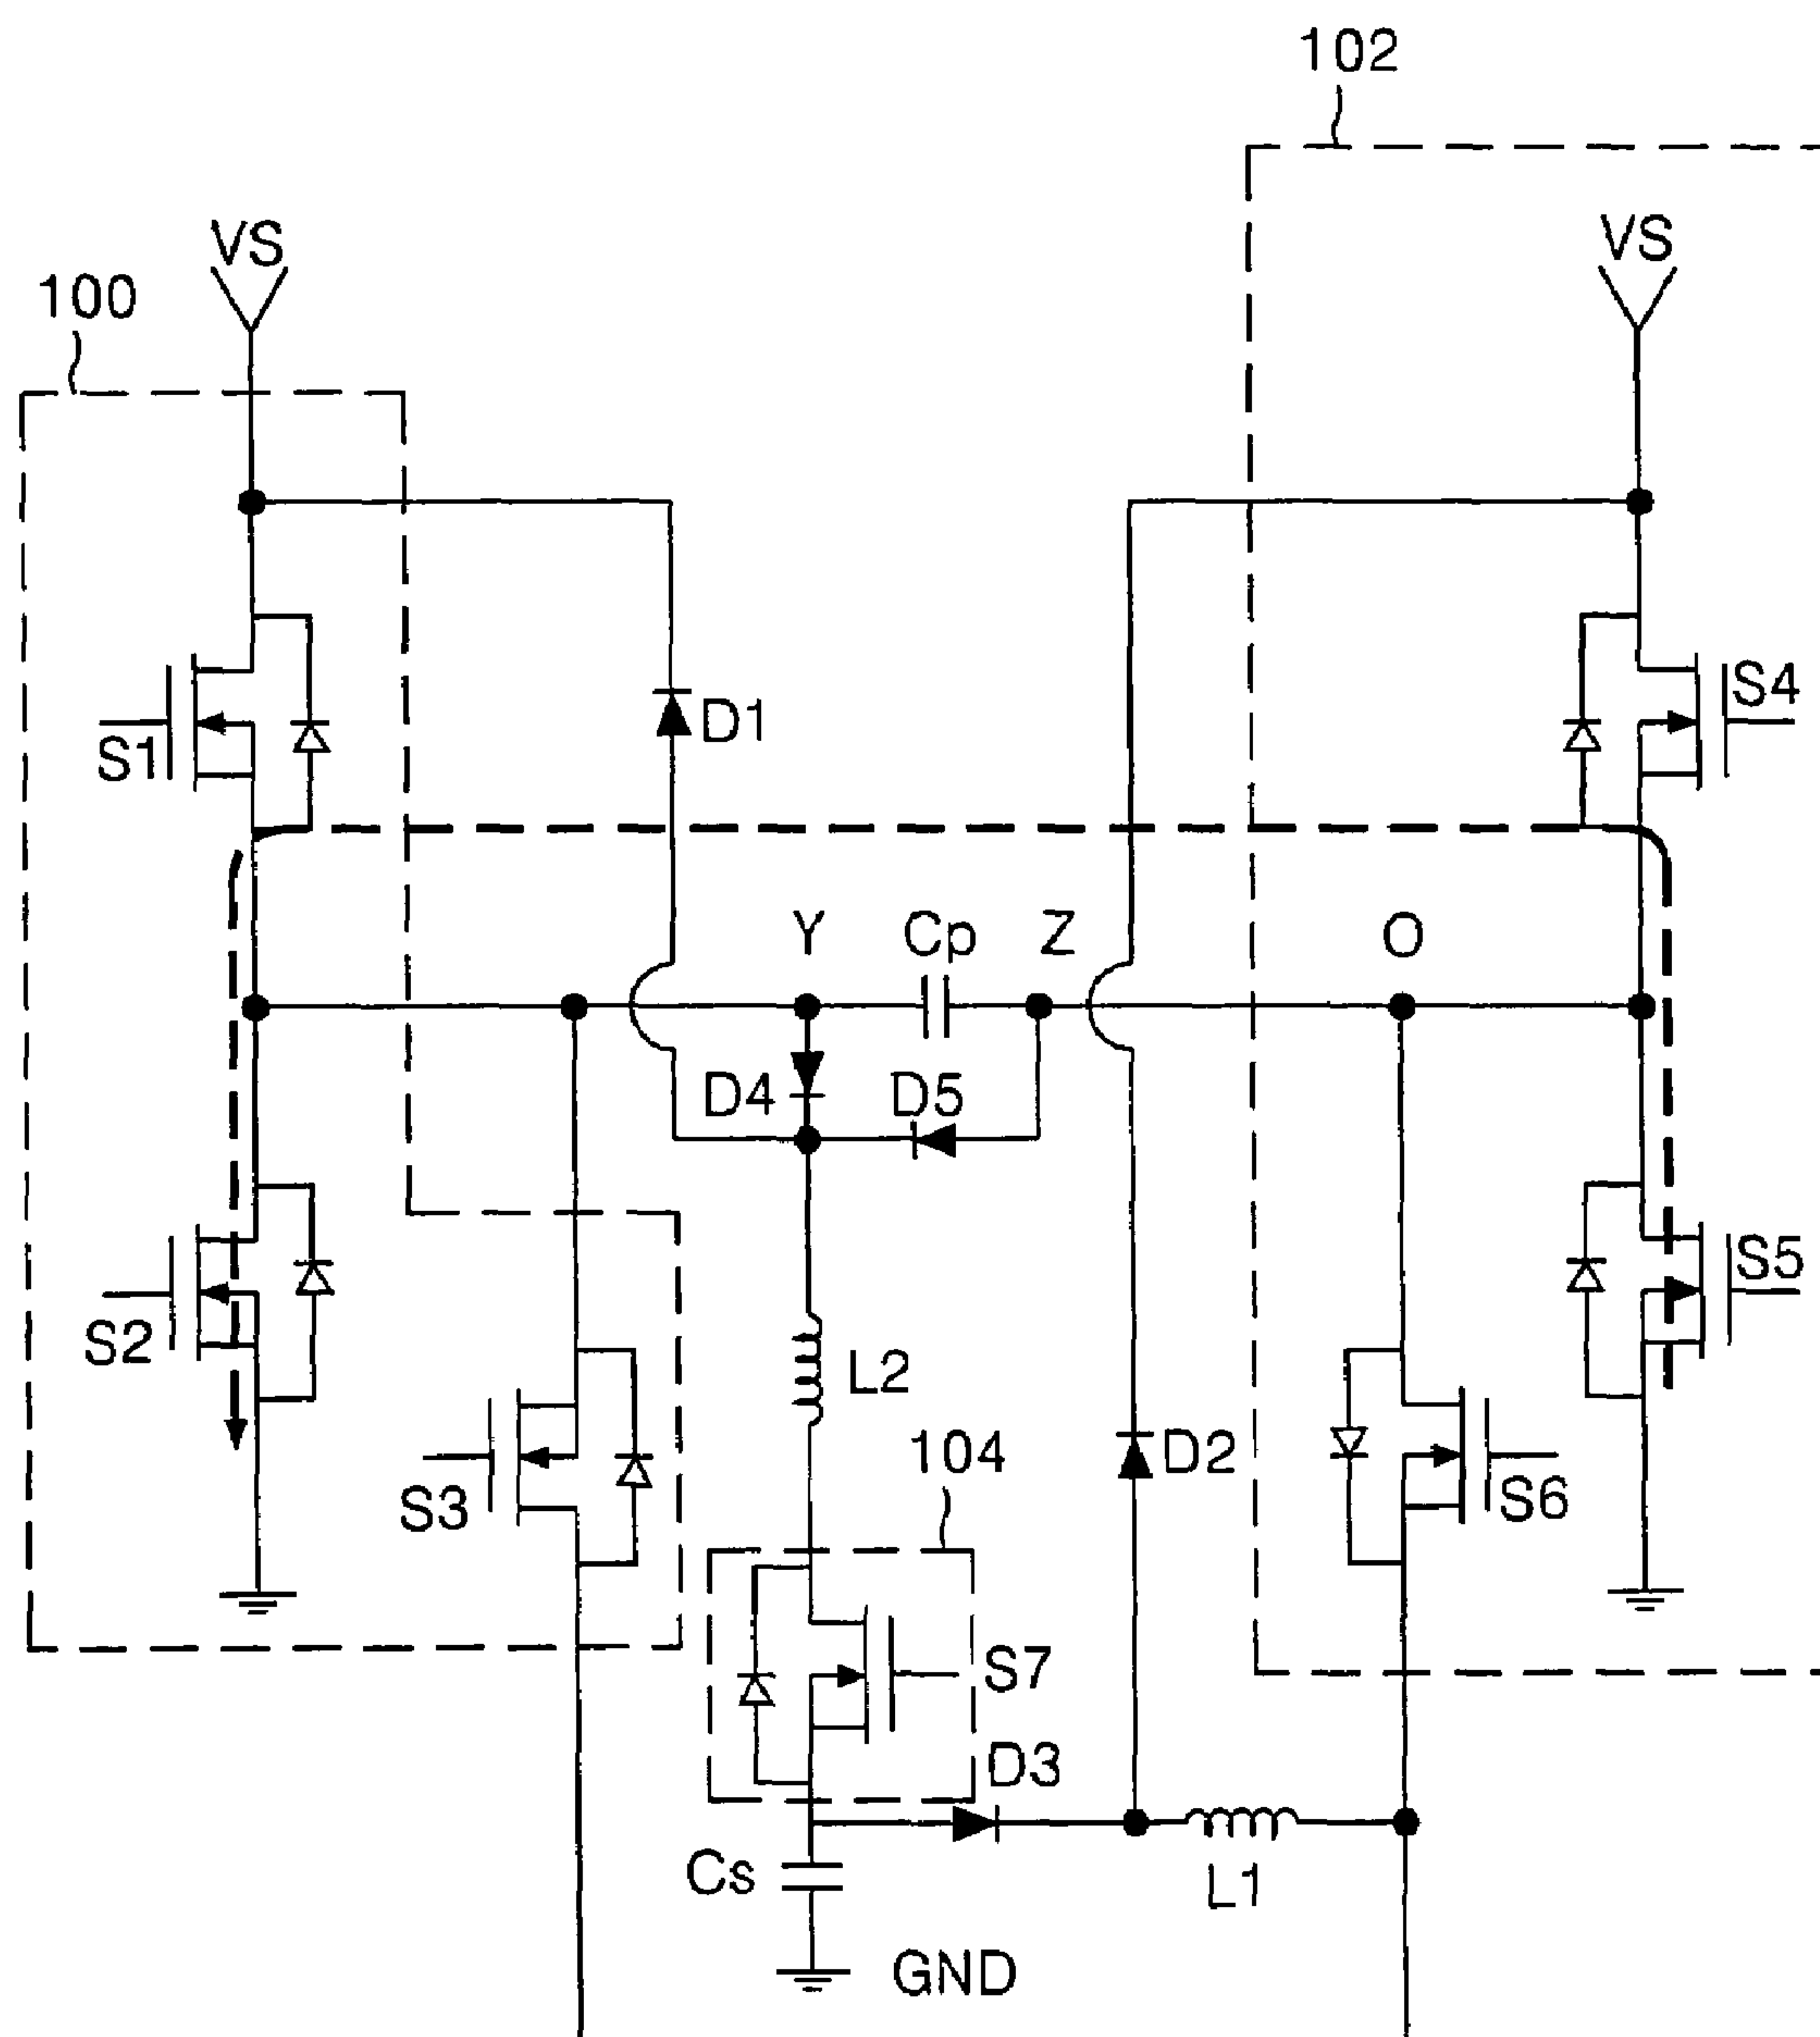 102
VS
VS
100
S1
D1
S4
Y
Cp
Z
O
D4
D5
S2
S5
L2
104
D2
S3
S6
S7
D3
Cs
L1
GND